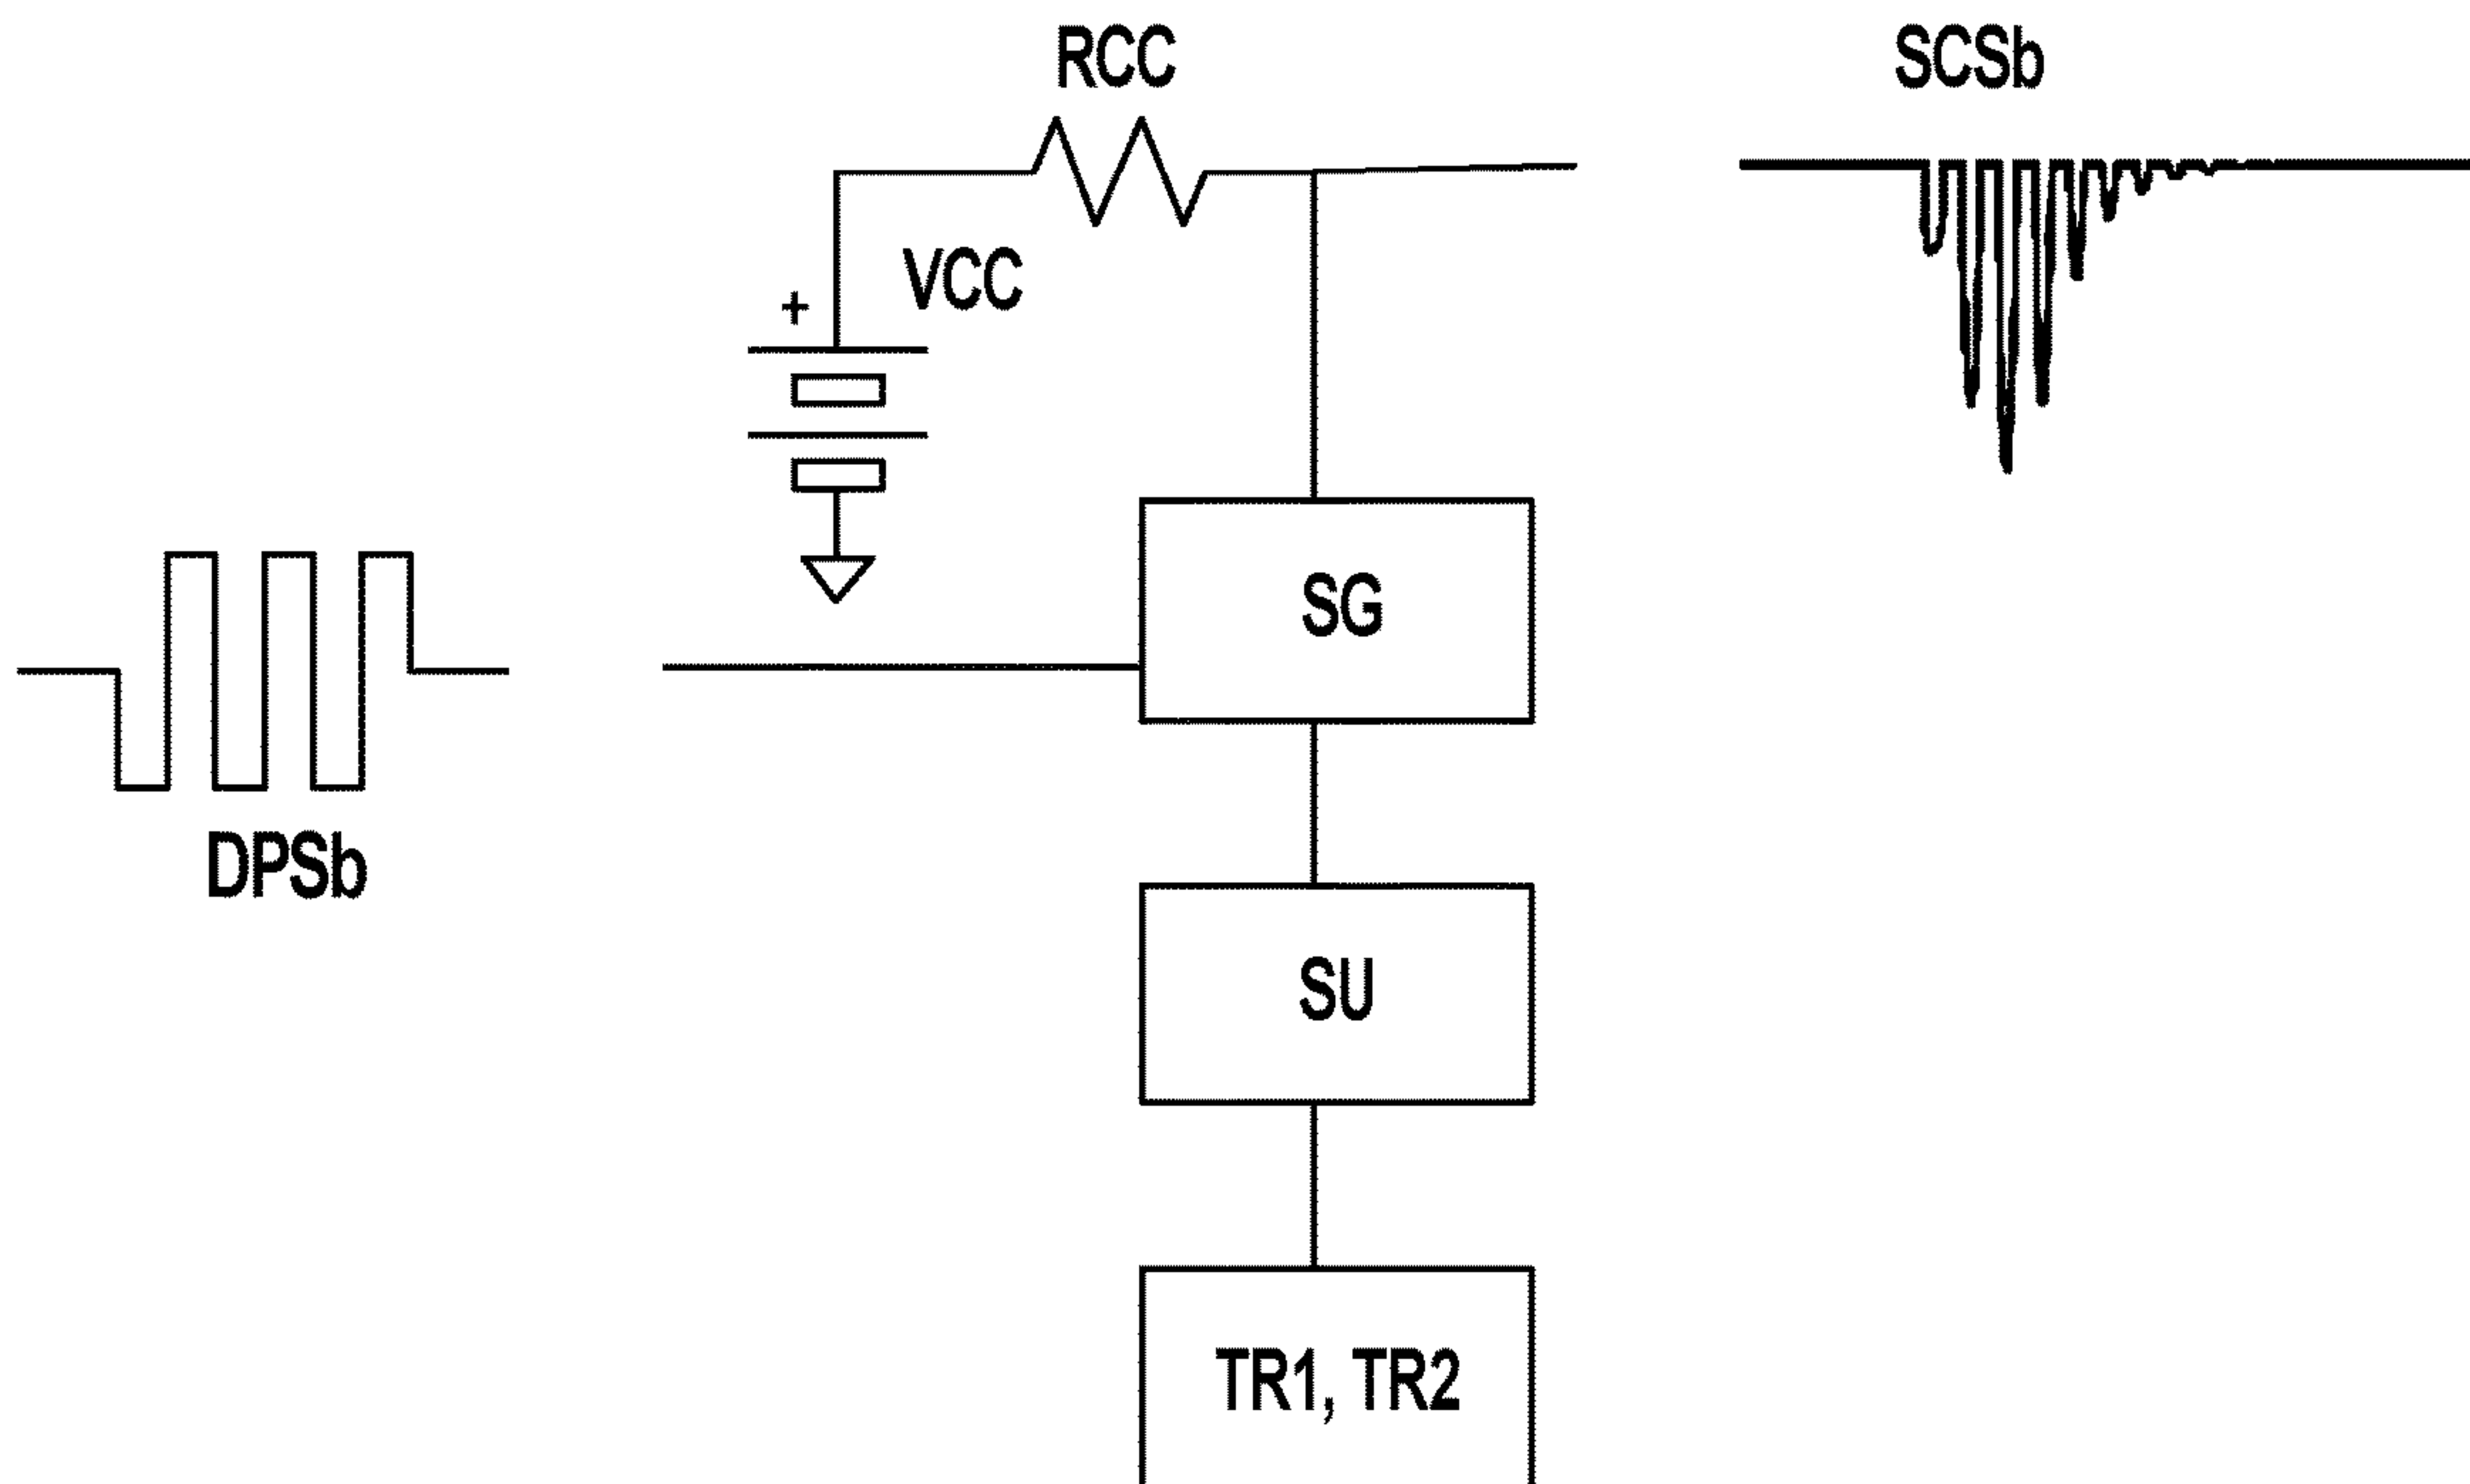 RCC
SCSb
VCC
+
SG
DPSb
SU
TR1, TR2